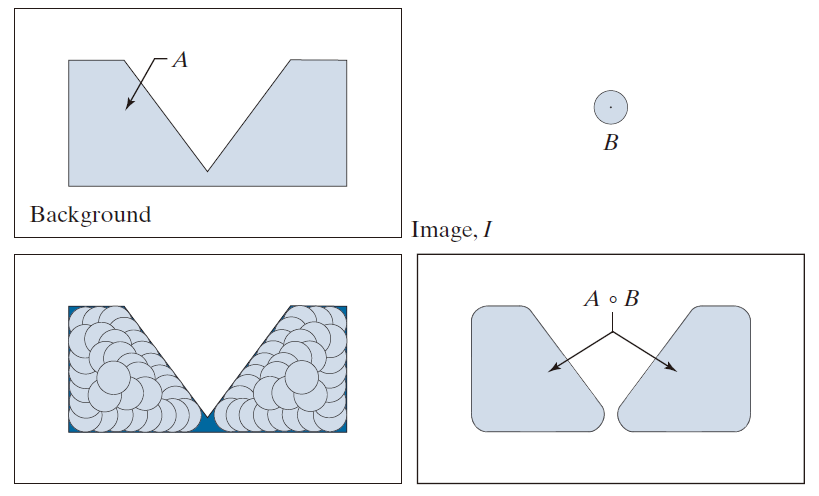 A
B
Background
Image, I
A ∘ B